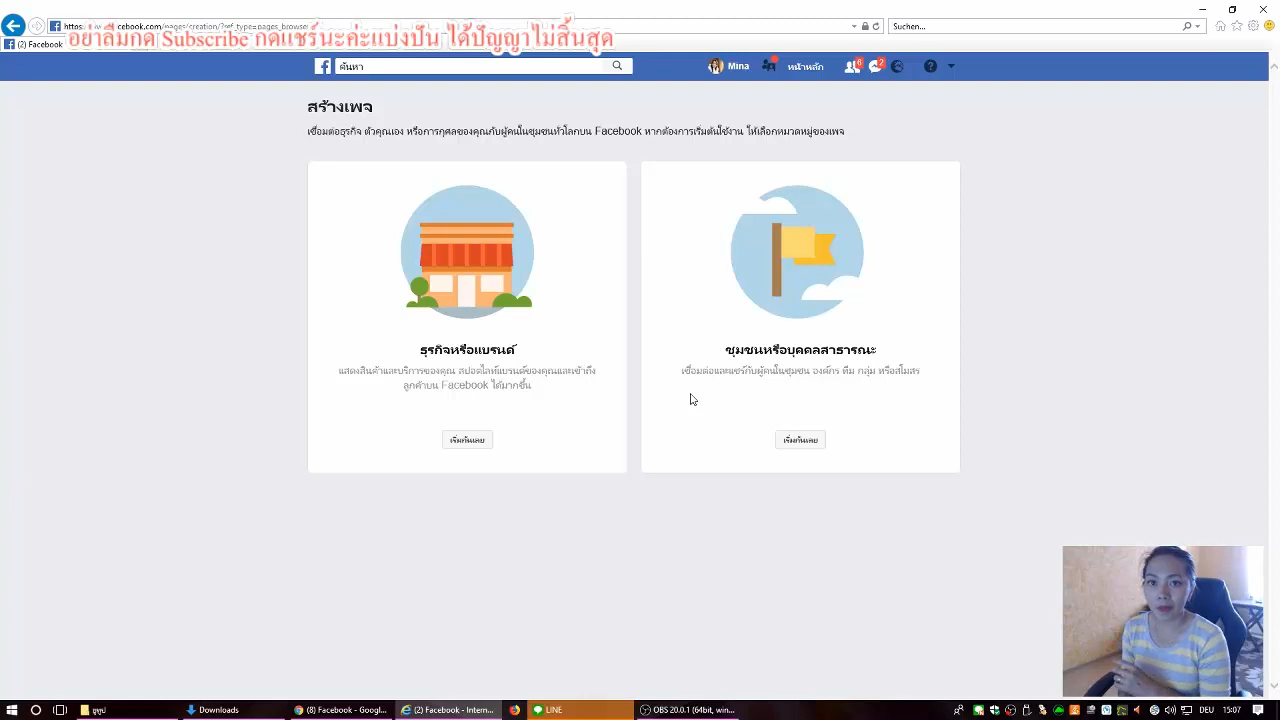 https://www.facebook.com/pages/creation/?ref_type=pages_browser
Suchen...
(2) Facebook
อย่าลืมกด Subscribe กดแชร์นะค่ะแบ่งปัน ได้ปัญญาไม่สิ้นสุด
ค้นหา
Mina
หน้าหลัก
6
2
สร้างเพจ
เชื่อมต่อธุรกิจ ตัวคุณเอง หรือการกุศลของคุณกับผู้คนในชุมชนทั่วโลกบน Facebook หากต้องการเริ่มต้นใช้งาน ให้เลือกหมวดหมู่ของเพจ
ธุรกิจหรือแบรนด์
แสดงสินค้าและบริการของคุณ สปอตไลท์แบรนด์ของคุณและเข้าถึง
ลูกค้าบน Facebook ได้มากขึ้น
เริ่มกันเลย
ชุมชนหรือบุคคลสาธารณะ
เชื่อมต่อและแชร์กับผู้คนในชุมชน องค์กร ทีม กลุ่ม หรือสโมสร
เริ่มกันเลย
ยูทูป
Downloads
(8) Facebook - Googl...
(2) Facebook - Intern...
LINE
OBS 20.0.1 (64bit, win...
DEU
15:07